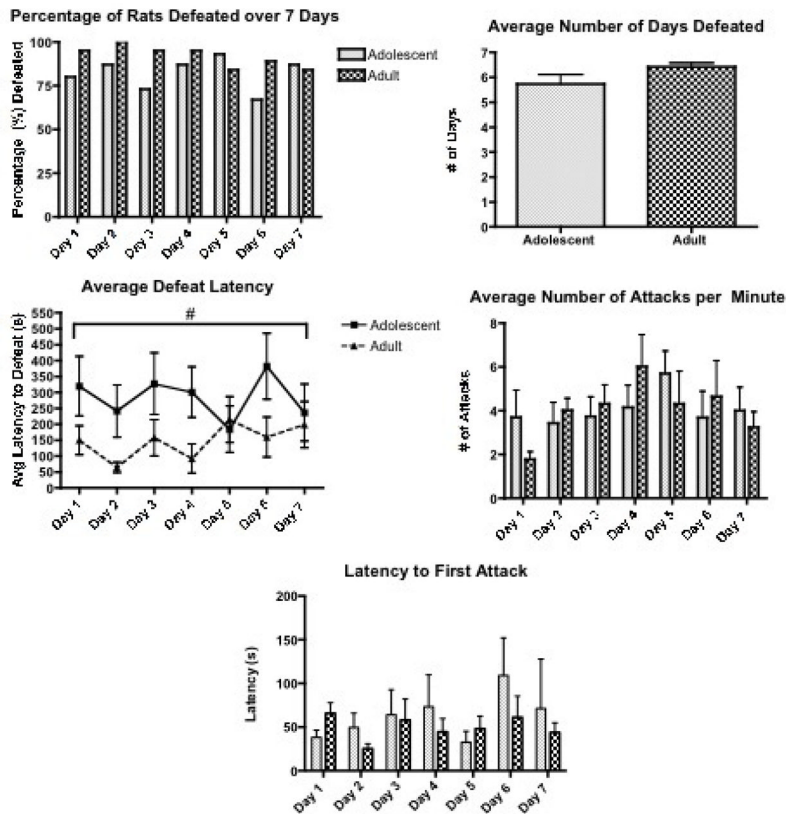 Percentage of Rats Defeated over 7 Days
Percentage (%) Defeated
100
75
50
25
0
Day 1
Day 2
Day 3
Day 4
Day 5
Day 6
Day 7
Adolescent
Adult
Average Number of Days Defeated
# of Days
7
6
5
4
3
2
1
0
Adolescent
Adult
Average Defeat Latency
Avg Latency to Defeat (s)
550
500
450
400
350
300
250
200
150
100
50
0
#
Day 1
Day 2
Day 3
Day 4
Day 5
Day 6
Day 7
Adolescent
Adult
Average Number of Attacks per Minute
# of Attacks
8
6
4
2
0
Day 1
Day 2
Day 3
Day 4
Day 5
Day 6
Day 7
Latency to First Attack
Latency (s)
200
150
100
50
0
Day 1
Day 2
Day 3
Day 4
Day 5
Day 6
Day 7